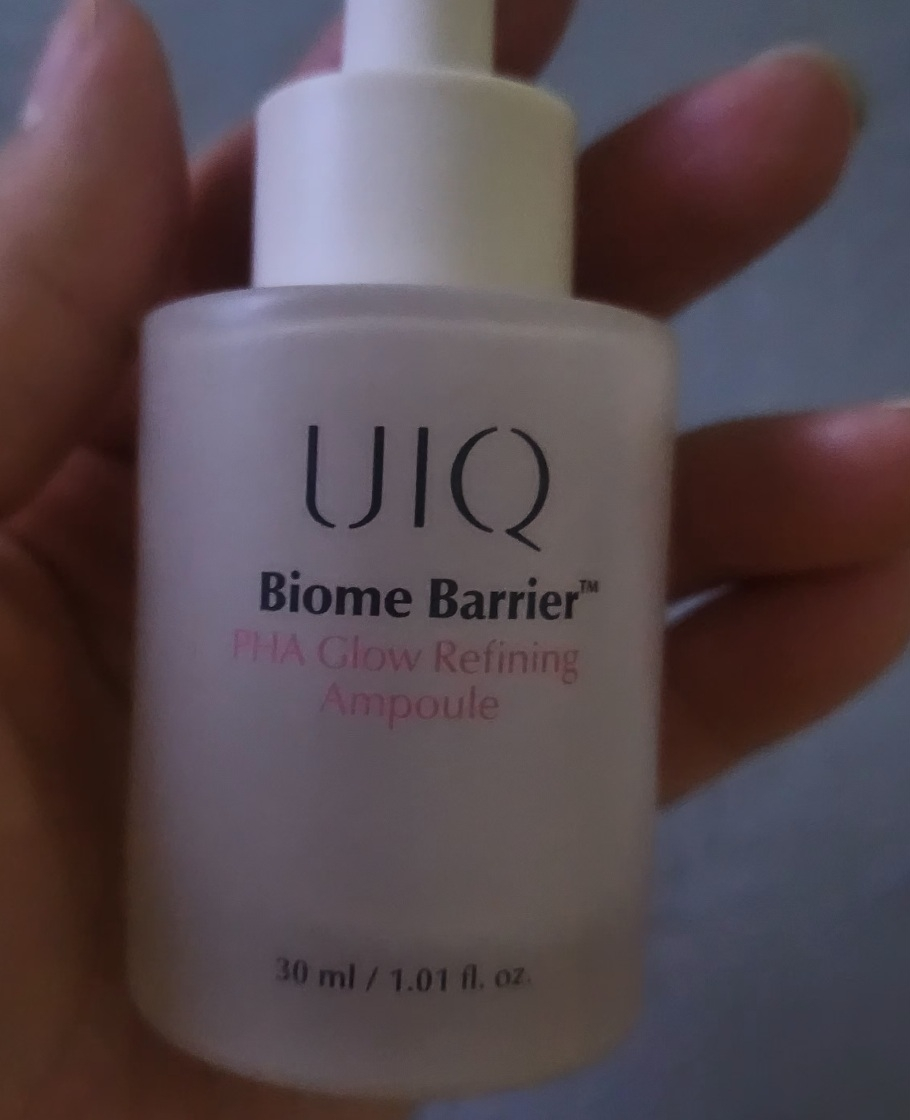 UIQ
Biome Barrier™
PHA Glow Refining
Ampoule
30 ml / 1.01 fl. oz.